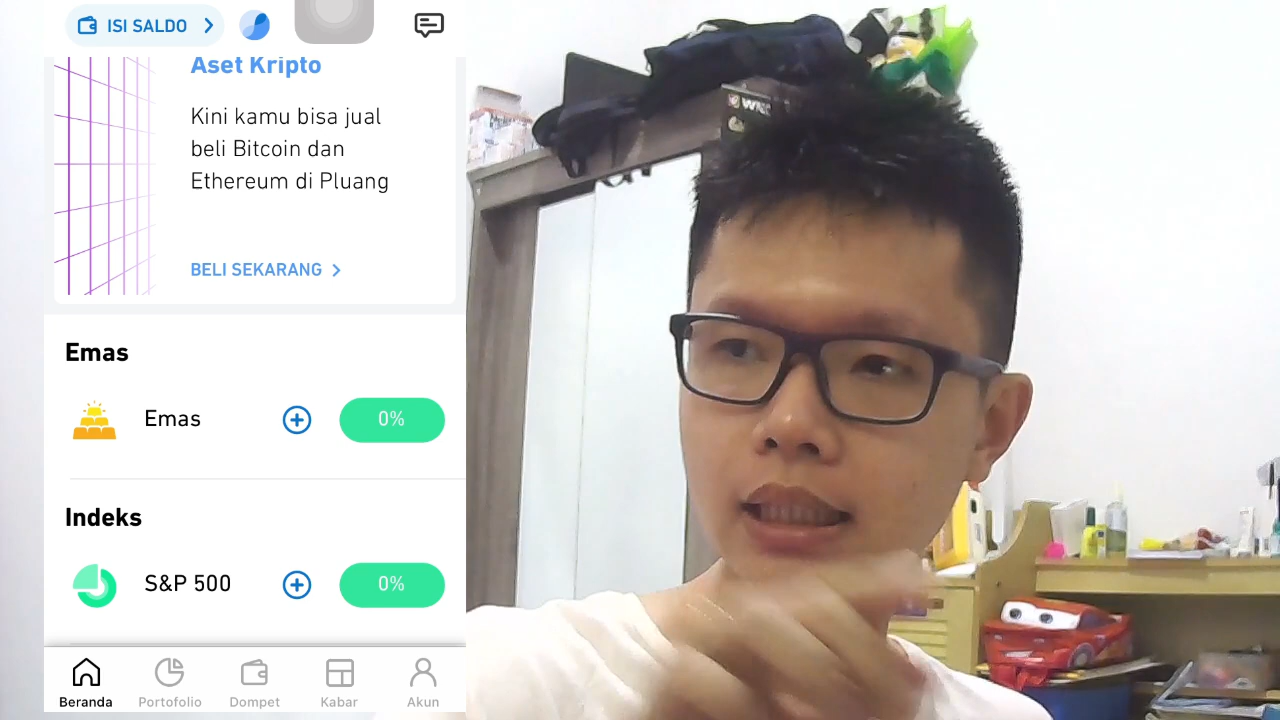 ISI SALDO
Aset Kripto
Kini kamu bisa jual
beli Bitcoin dan
Ethereum di Pluang
BELI SEKARANG
Emas
Emas
0%
Indeks
S&P 500
0%
Beranda
Portofolio
Dompet
Kabar
Akun